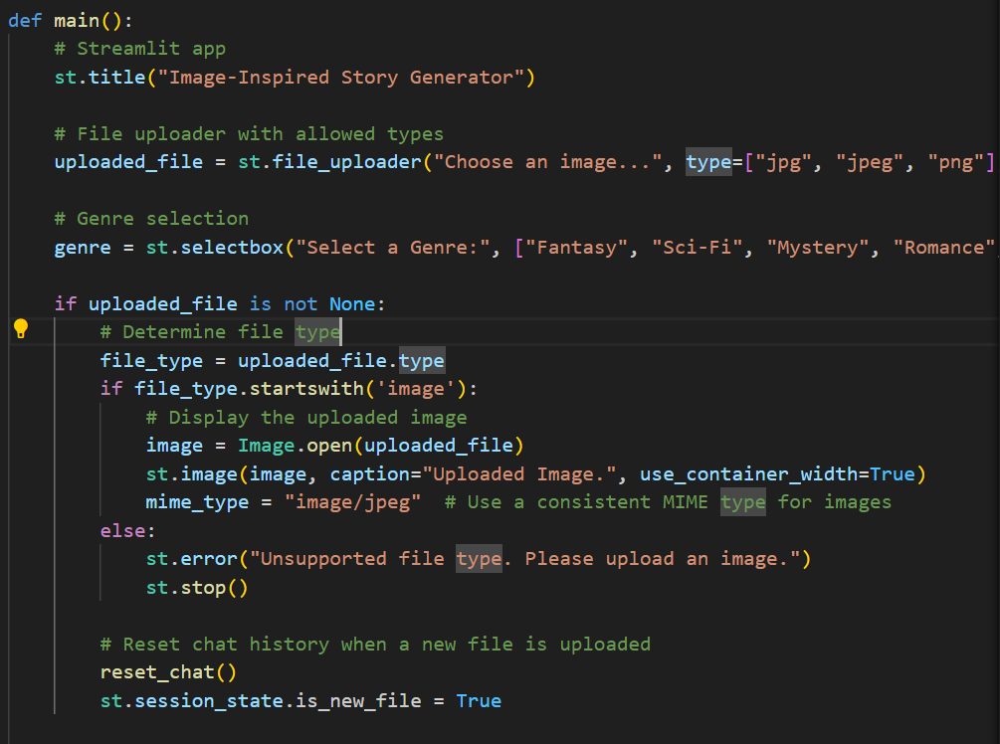 def main():
    # Streamlit app
    st.title("Image-Inspired Story Generator")
    # File uploader with allowed types
    uploaded_file = st.file_uploader("Choose an image...", type=["jpg", "jpeg", "png"]
    # Genre selection
    genre = st.selectbox("Select a Genre:", ["Fantasy", "Sci-Fi", "Mystery", "Romance"
    if uploaded_file is not None:
        # Determine file type
        file_type = uploaded_file.type
        if file_type.startswith('image'):
            # Display the uploaded image
            image = Image.open(uploaded_file)
            st.image(image, caption="Uploaded Image.", use_container_width=True)
            mime_type = "image/jpeg"  # Use a consistent MIME type for images
        else:
            st.error("Unsupported file type. Please upload an image.")
            st.stop()
        # Reset chat history when a new file is uploaded
        reset_chat()
        st.session_state.is_new_file = True